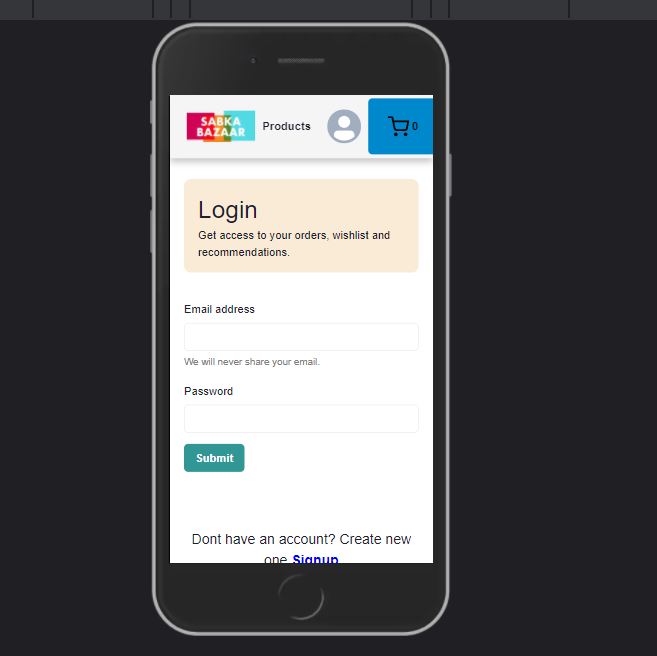 SABKA
BAZAAR
Products
0
Login
Get access to your orders, wishlist and
recommendations.
Email address
We will never share your email.
Password
Submit
Dont have an account? Create new
one Signup